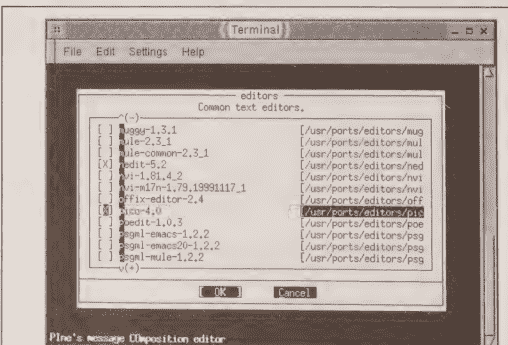 Terminal
File Edit Settings Help
editors
Common text editors.
^(-)
[ ] muggy-1.3.1 [/usr/ports/editors/mug
[ ] mule-2.3_1 [/usr/ports/editors/mul
[ ] mule-common-2.3_1 [/usr/ports/editors/mul
[X] nedit-5.2 [/usr/ports/editors/ned
[ ] nvi-1.81.4_2 [/usr/ports/editors/nvi
[ ] nvi-m17n-1.79.19991117_1 [/usr/ports/editors/nvi
[ ] offix-editor-2.4 [/usr/ports/editors/off
[X] pico-4.0 [/usr/ports/editors/pic
[ ] poedit-1.0.3 [/usr/ports/editors/poe
[ ] psgml-emacs-1.2.2 [/usr/ports/editors/psg
[ ] psgml-emacs20-1.2.2 [/usr/ports/editors/psg
[ ] psgml-mule-1.2.2 [/usr/ports/editors/psg
v(+)
[ OK ] Cancel
PIne's message COmposition editor